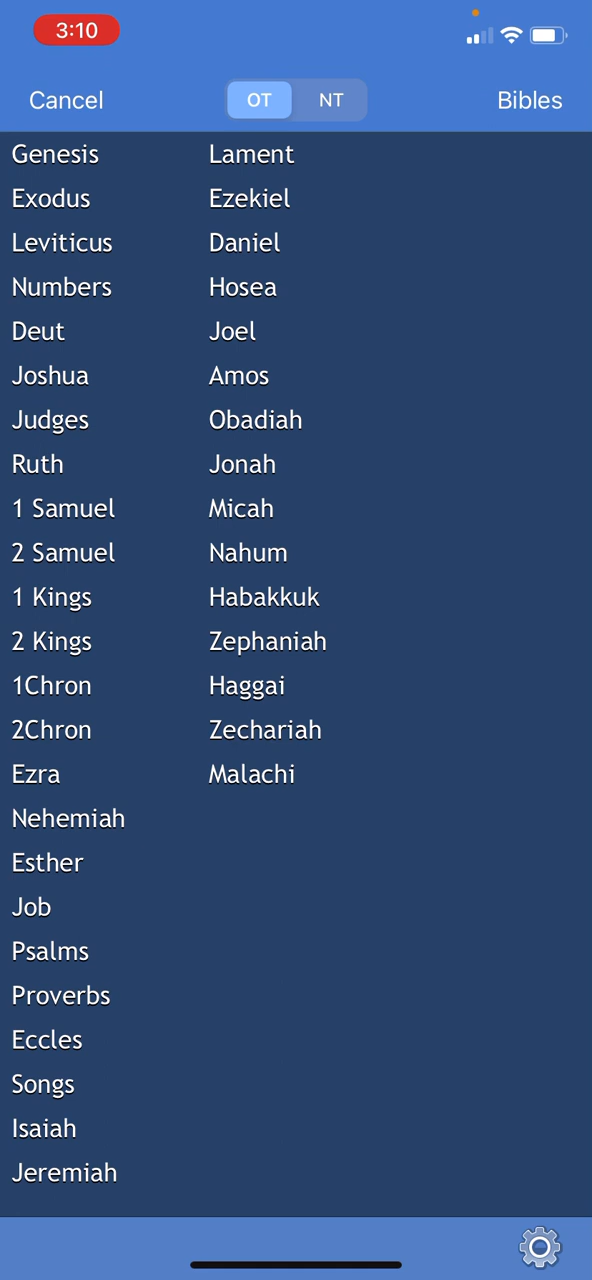 3:10
Cancel OT NT Bibles
Genesis
Exodus
Leviticus
Numbers
Deut
Joshua
Judges
Ruth
1 Samuel
2 Samuel
1 Kings
2 Kings
1Chron
2Chron
Ezra
Nehemiah
Esther
Job
Psalms
Proverbs
Eccles
Songs
Isaiah
Jeremiah
Lament
Ezekiel
Daniel
Hosea
Joel
Amos
Obadiah
Jonah
Micah
Nahum
Habakkuk
Zephaniah
Haggai
Zechariah
Malachi